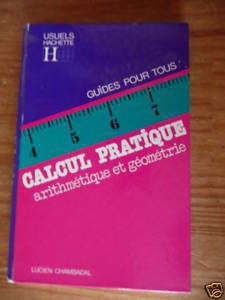 USUELS
HACHETTE
H
GUIDES POUR TOUS
4 5 6 7
CALCUL PRATIQUE
arithmétique et géométrie
LUCIEN CHAMBADAL